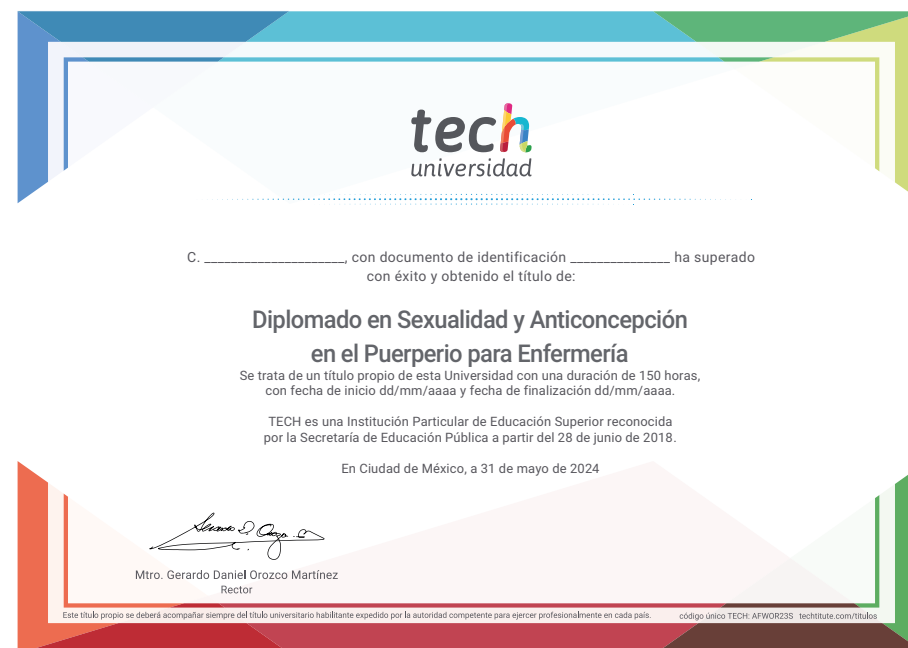 tech
universidad
C. _____________________, con documento de identificación _______________ ha superado
con éxito y obtenido el título de:
Diplomado en Sexualidad y Anticoncepción
en el Puerperio para Enfermería
Se trata de un título propio de esta Universidad con una duración de 150 horas,
con fecha de inicio dd/mm/aaaa y fecha de finalización dd/mm/aaaa.
TECH es una Institución Particular de Educación Superior reconocida
por la Secretaría de Educación Pública a partir del 28 de junio de 2018.
En Ciudad de México, a 31 de mayo de 2024
Mtro. Gerardo Daniel Orozco Martínez
Rector
Este título propio se deberá acompañar siempre del título universitario habilitante expedido por la autoridad competente para ejercer profesionalmente en cada país. código único TECH: AFWOR23S techtitute.com/titulos